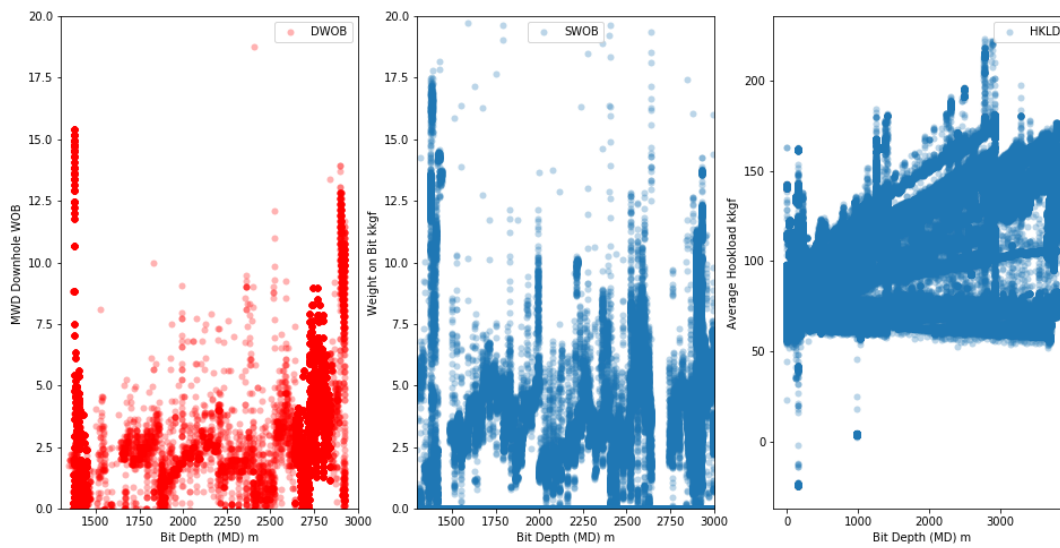 DWOB
20.0
17.5
15.0
12.5
10.0
7.5
5.0
2.5
0.0
MWD Downhole WOB
1500 1750 2000 2250 2500 2750 3000
Bit Depth (MD) m
SWOB
20.0
17.5
15.0
12.5
10.0
7.5
5.0
2.5
0.0
Weight on Bit kkgf
1500 1750 2000 2250 2500 2750 3000
Bit Depth (MD) m
HKLD
200
150
100
50
0
Average Hookload kkgf
0 1000 2000 3000
Bit Depth (MD) m